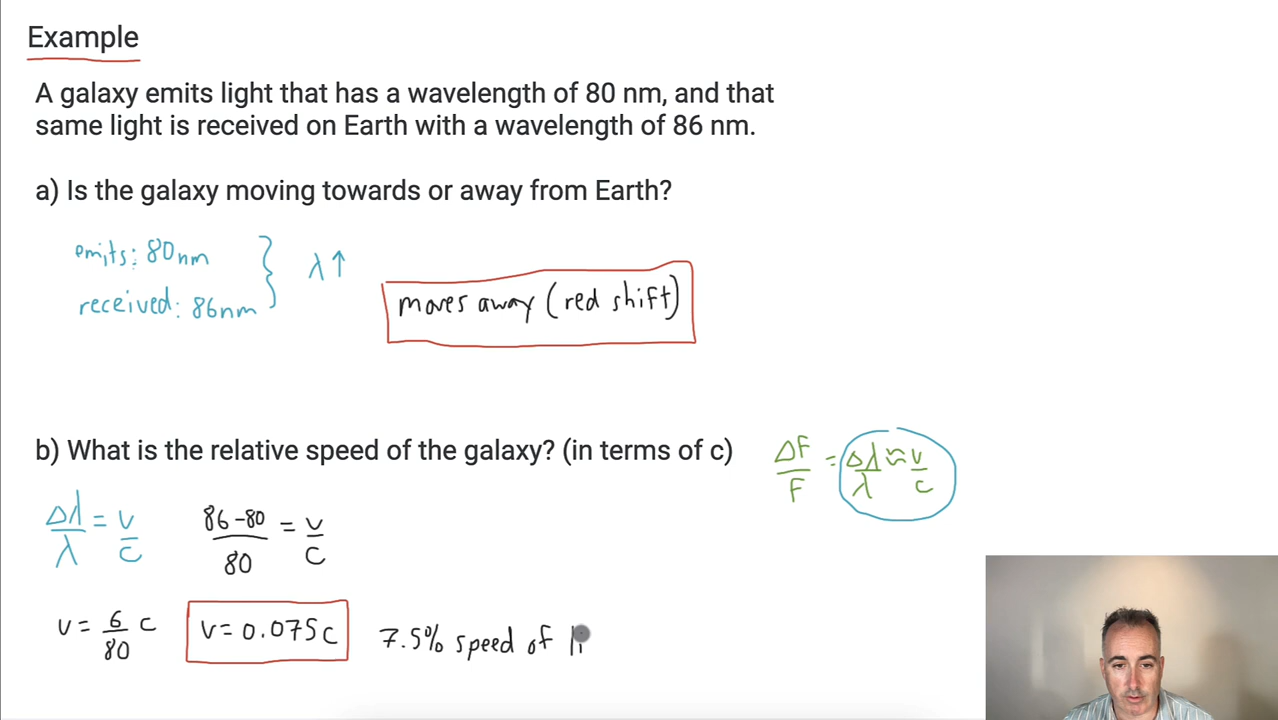 Example
A galaxy emits light that has a wavelength of 80 nm, and that
same light is received on Earth with a wavelength of 86 nm.
a) Is the galaxy moving towards or away from Earth?
emits: 80nm
received: 86nm
} λ↑
moves away (red shift)
b) What is the relative speed of the galaxy? (in terms of c)
ΔF/F = Δλ/λ ≈ v/c
Δλ/λ = v/c
86-80/80 = v/c
v = 6/80 c
v = 0.075c
7.5% speed of li